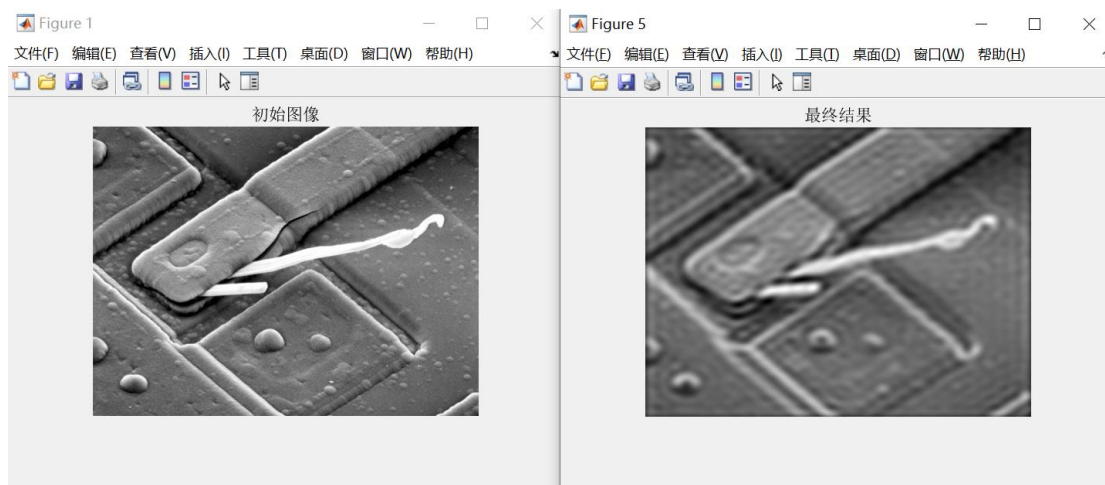 Figure 1
文件(F) 编辑(E) 查看(V) 插入(I) 工具(T) 桌面(D) 窗口(W) 帮助(H)
初始图像
Figure 5
文件(F) 编辑(E) 查看(V) 插入(I) 工具(T) 桌面(D) 窗口(W) 帮助(H)
最终结果